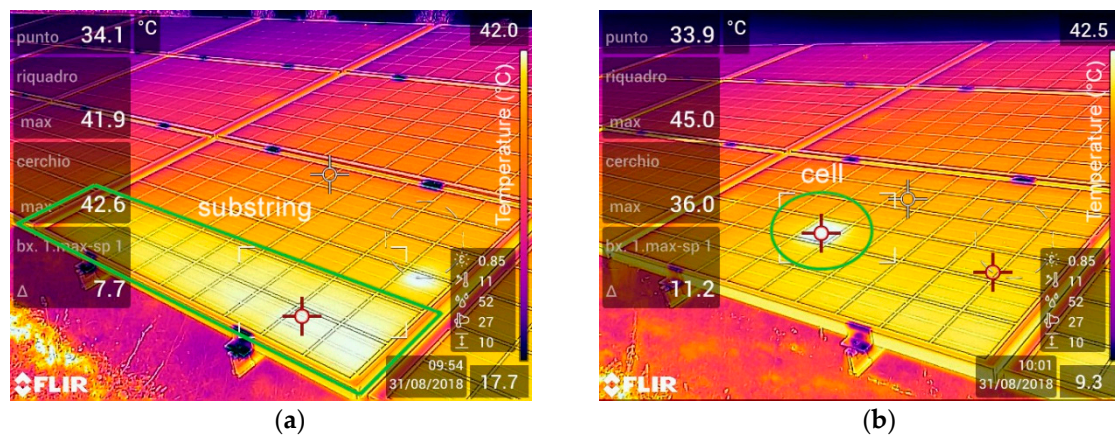 punto 34.1 °C
42.0
riquadro
max 41.9
cerchio
max 42.6
bx. 1.max-sp 1
Δ 7.7
substring
Temperature (°C)
0.85
11
52
27
10
09:54
31/08/2018
17.7
FLIR
(a)
punto 33.9 °C
42.5
riquadro
max 45.0
cerchio
max 36.0
bx. 1.max-sp 1
Δ 11.2
cell
Temperature (°C)
0.85
11
52
27
10
10:01
31/08/2018
9.3
FLIR
(b)